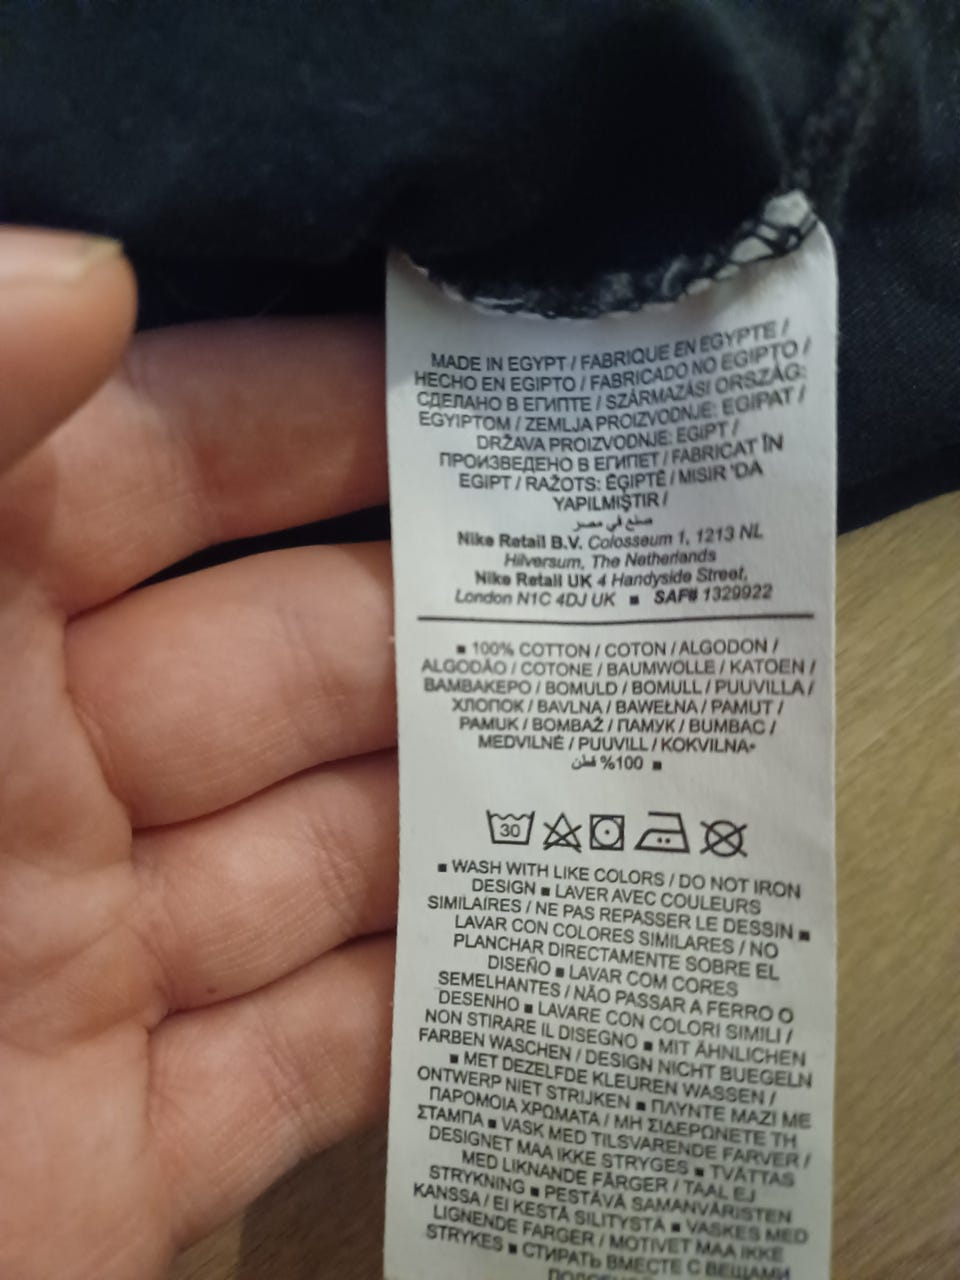 MADE IN EGYPT / FABRIQUE EN EGYPTE /
HECHO EN EGIPTO / FABRICADO NO EGIPTO /
СДЕЛАНО В ЕГИПТЕ / SZÁRMAZÁSI ORSZÁG:
EGYIPTOM / ZEMLJA PROIZVODNJE: EGIPAT /
DRŽAVA PROIZVODNJE: EGIPT /
ПРОИЗВЕДЕНО В ЕГИПЕТ / FABRICAT ÎN
EGIPT / RAŽOTS: ĒĢIPTĒ / MISIR 'DA
YAPILMIŞTIR /
صنع في مصر
Nike Retail B.V. Colosseum 1, 1213 NL
Hilversum, The Netherlands
Nike Retail UK 4 Handyside Street,
London N1C 4DJ UK ■ SAF# 1329922
■ 100% COTTON / COTON / ALGODON /
ALGODÃO / COTONE / BAUMWOLLE / KATOEN /
ΒΑΜΒΑΚΕΡΟ / BOMULD / BOMULL / PUUVILLA /
ХЛОПОК / BAVLNA / BAWEŁNA / PAMUT /
PAMUK / BOMBAŽ / ПАМУК / BUMBAC /
MEDVILNĖ / PUUVILL / KOKVILNA▪
%100 قطن ■
30
■ WASH WITH LIKE COLORS / DO NOT IRON
DESIGN ■ LAVER AVEC COULEURS
SIMILAIRES / NE PAS REPASSER LE DESSIN ■
LAVAR CON COLORES SIMILARES / NO
PLANCHAR DIRECTAMENTE SOBRE EL
DISEÑO ■ LAVAR COM CORES
SEMELHANTES / NÃO PASSAR A FERRO O
DESENHO ■ LAVARE CON COLORI SIMILI /
NON STIRARE IL DISEGNO ■ MIT ÄHNLICHEN
FARBEN WASCHEN / DESIGN NICHT BUEGELN
■ MET DEZELFDE KLEUREN WASSEN /
ONTWERP NIET STRIJKEN ■ ΠΛΥΝΤΕ ΜΑΖΙ ΜΕ
ΠΑΡΟΜΟΙΑ ΧΡΩΜΑΤΑ / ΜΗ ΣΙΔΕΡΩΝΕΤΕ ΤΗ
ΣΤΑΜΠΑ ■ VASK MED TILSVARENDE FARVER /
DESIGNET MAA IKKE STRYGES ■ TVÄTTAS
MED LIKNANDE FÄRGER / TAAL EJ
STRYKNING ■ PESTÄVÄ SAMANVÄRISTEN
KANSSA / EI KESTÄ SILITYSTÄ ■ VASKES MED
LIGNENDE FARGER / MOTIVET MAA IKKE
STRYKES ■ СТИРАТЬ ВМЕСТЕ С ВЕЩАМИ